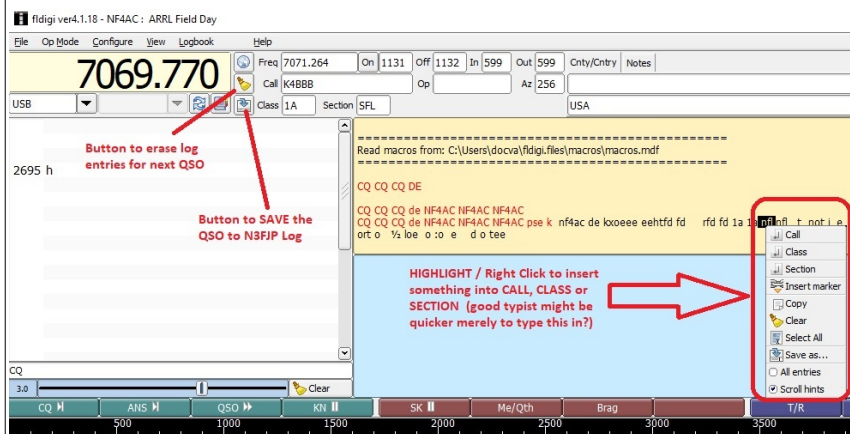 fldigi ver4.1.18 - NF4AC : ARRL Field Day
File Op Mode Configure View Logbook Help
7069.770
Freq 7071.264 On 1131 Off 1132 In 599 Out 599 Cnty/Cntry Notes
Call K4BBB Op Az 256
USB Class 1A Section SFL USA
Button to erase log
entries for next QSO
2695 h
Button to SAVE the
QSO to N3FJP Log
==================================================
Read macros from: C:\Users\docva\fldigi.files\macros\macros.mdf
==================================================
CQ CQ CQ DE
CQ CQ CQ de NF4AC NF4AC NF4AC
CQ CQ CQ de NF4AC NF4AC NF4AC pse k nf4ac de kxoeee eehtfd fd rfd fd 1a 1a nfl nfl t not i e
ort o ½ loe o :o e d o tee
HIGHLIGHT / Right Click to insert
something into CALL, CLASS or
SECTION (good typist might be
quicker merely to type this in?)
Call
Class
Section
Insert marker
Copy
Clear
Select All
Save as...
All entries
Scroll hints
CQ
3.0 Clear
CQ ANS QSO KN SK Me/Qth Brag T/R
500 1000 1500 2000 2500 3000 3500